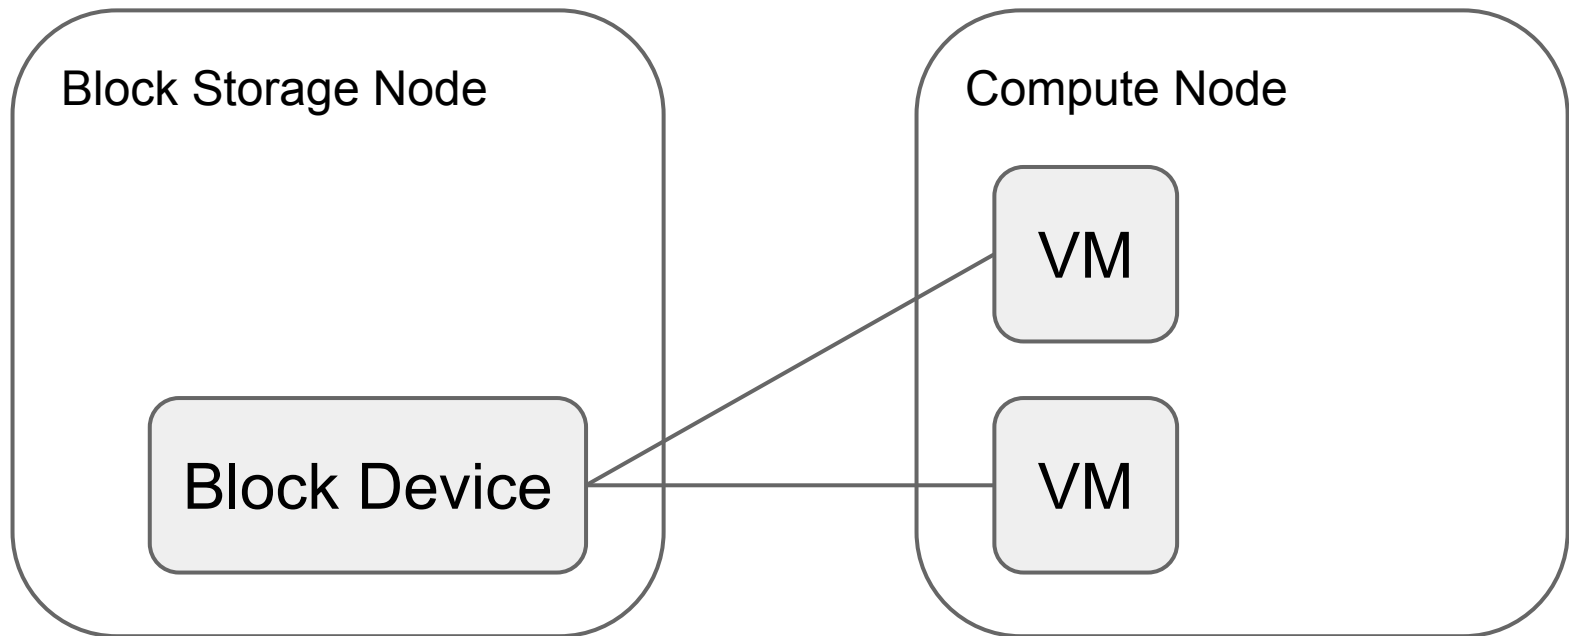 Block Storage Node
Block Device
Compute Node
VM
VM